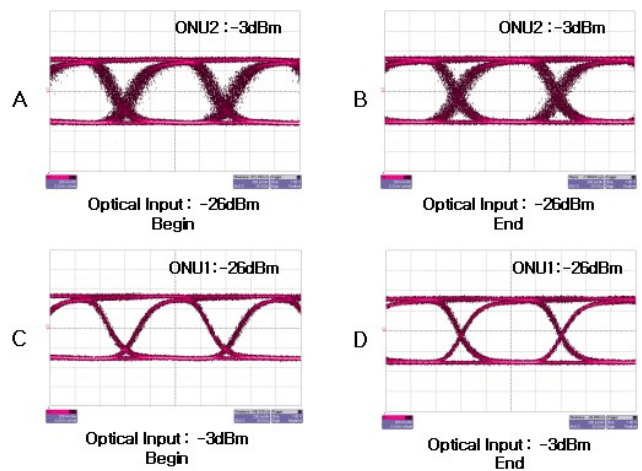 ONU2 :-3dBm
ONU2 :-3dBm
A
B
Optical Input: -26dBm
Begin
Optical Input: -26dBm
End
ONU1:-26dBm
ONU1:-26dBm
C
D
Optical Input: -3dBm
Begin
Optical Input: -3dBm
End